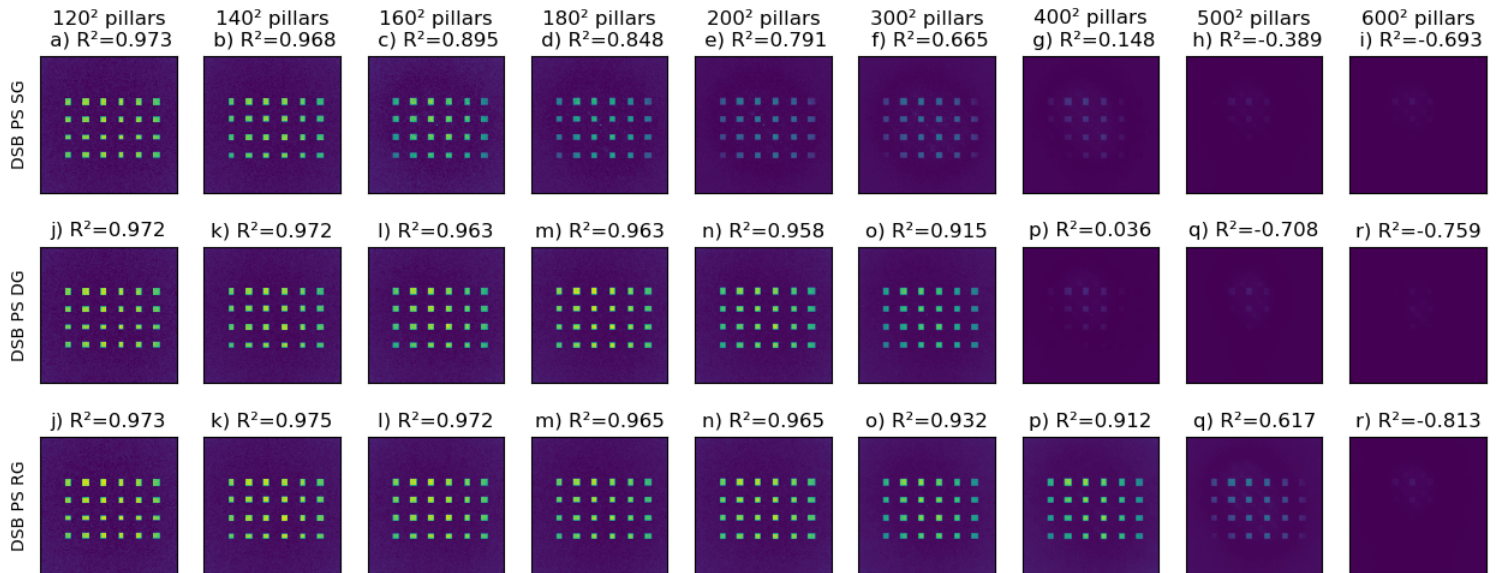 120² pillars 140² pillars 160² pillars 180² pillars 200² pillars 300² pillars 400² pillars 500² pillars 600² pillars
a) R²=0.973 b) R²=0.968 c) R²=0.895 d) R²=0.848 e) R²=0.791 f) R²=0.665 g) R²=0.148 h) R²=-0.389 i) R²=-0.693
DSB PS SG
j) R²=0.972 k) R²=0.972 l) R²=0.963 m) R²=0.963 n) R²=0.958 o) R²=0.915 p) R²=0.036 q) R²=-0.708 r) R²=-0.759
DSB PS DG
j) R²=0.973 k) R²=0.975 l) R²=0.972 m) R²=0.965 n) R²=0.965 o) R²=0.932 p) R²=0.912 q) R²=0.617 r) R²=-0.813
DSB PS RG